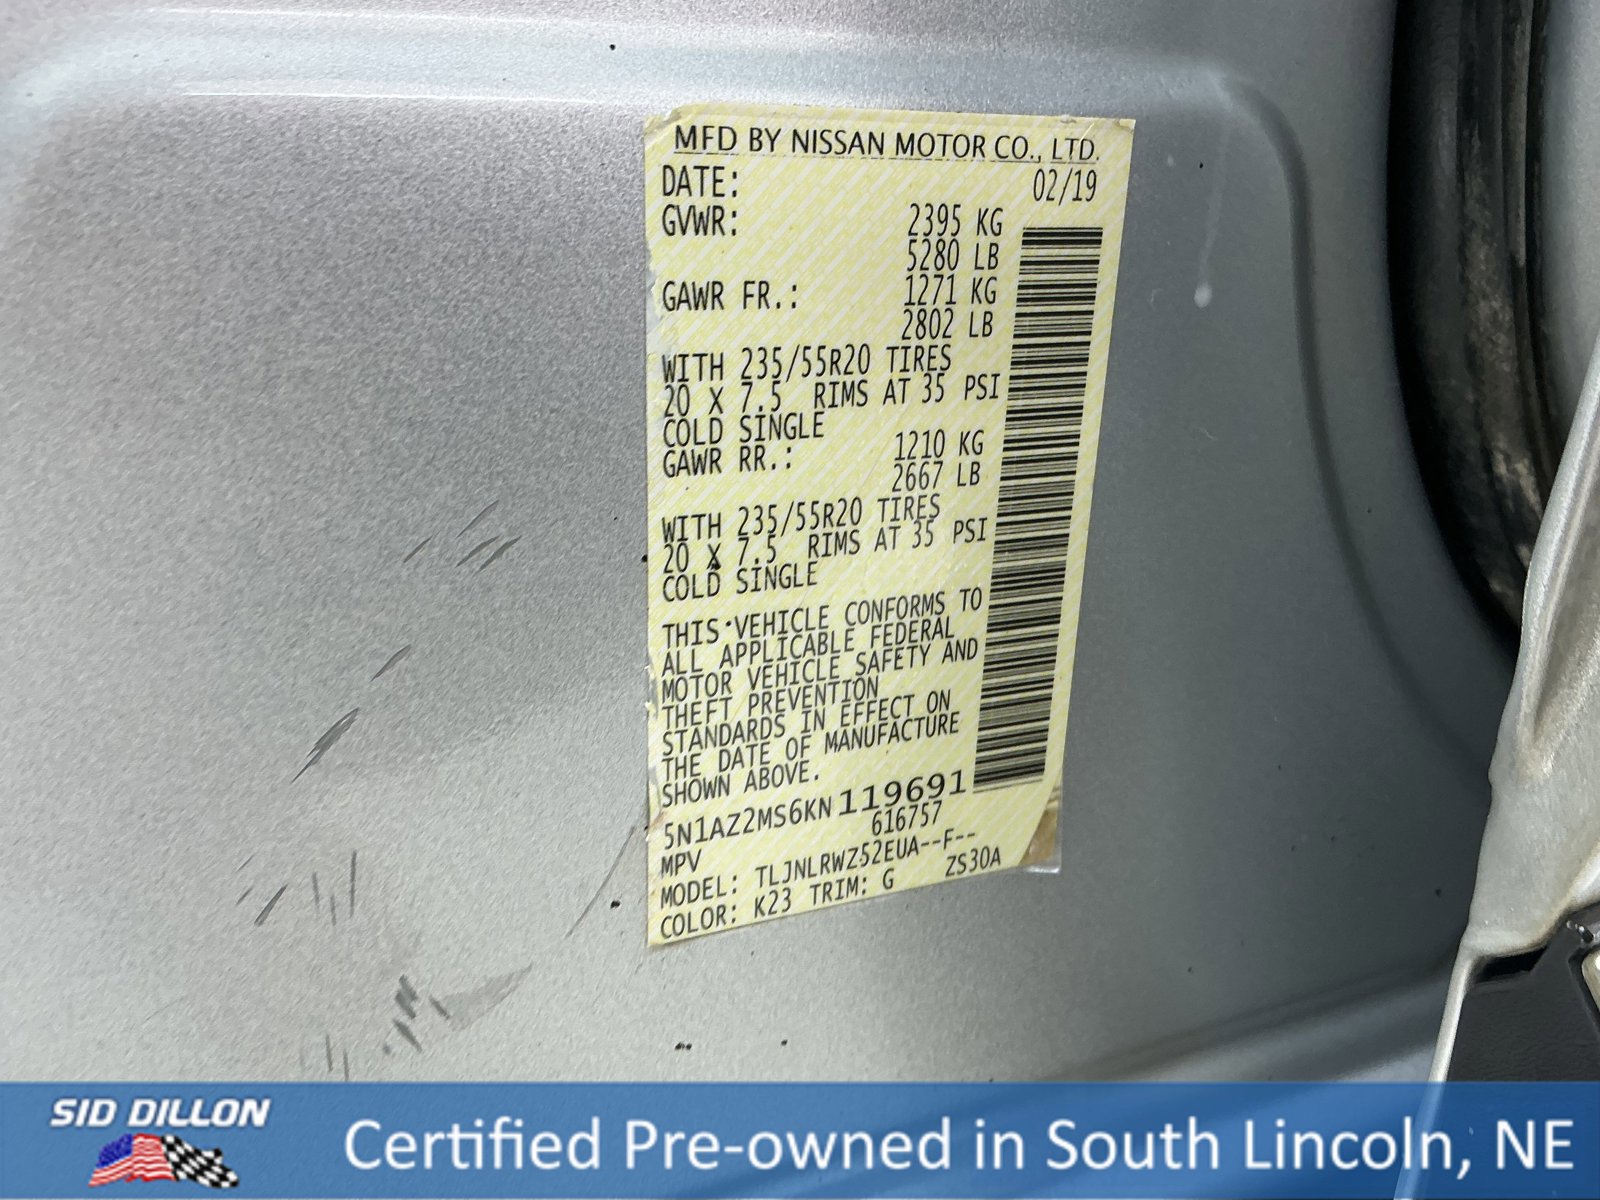 MFD BY NISSAN MOTOR CO., LTD.
DATE: 02/19
GVWR: 2395 KG
5280 LB
GAWR FR.: 1271 KG
2802 LB
WITH 235/55R20 TIRES
20 X 7.5 RIMS AT 35 PSI
COLD SINGLE
GAWR RR.: 1210 KG
2667 LB
WITH 235/55R20 TIRES
20 X 7.5 RIMS AT 35 PSI
COLD SINGLE
THIS VEHICLE CONFORMS TO
ALL APPLICABLE FEDERAL
MOTOR VEHICLE SAFETY AND
THEFT PREVENTION
STANDARDS IN EFFECT ON
THE DATE OF MANUFACTURE
SHOWN ABOVE.
5N1AZ2MS6KN119691
616757
MPV
MODEL: TLJNLRWZ52EUA--F--
COLOR: K23 TRIM: G ZS30A
SID DILLON
Certified Pre-owned in South Lincoln, NE